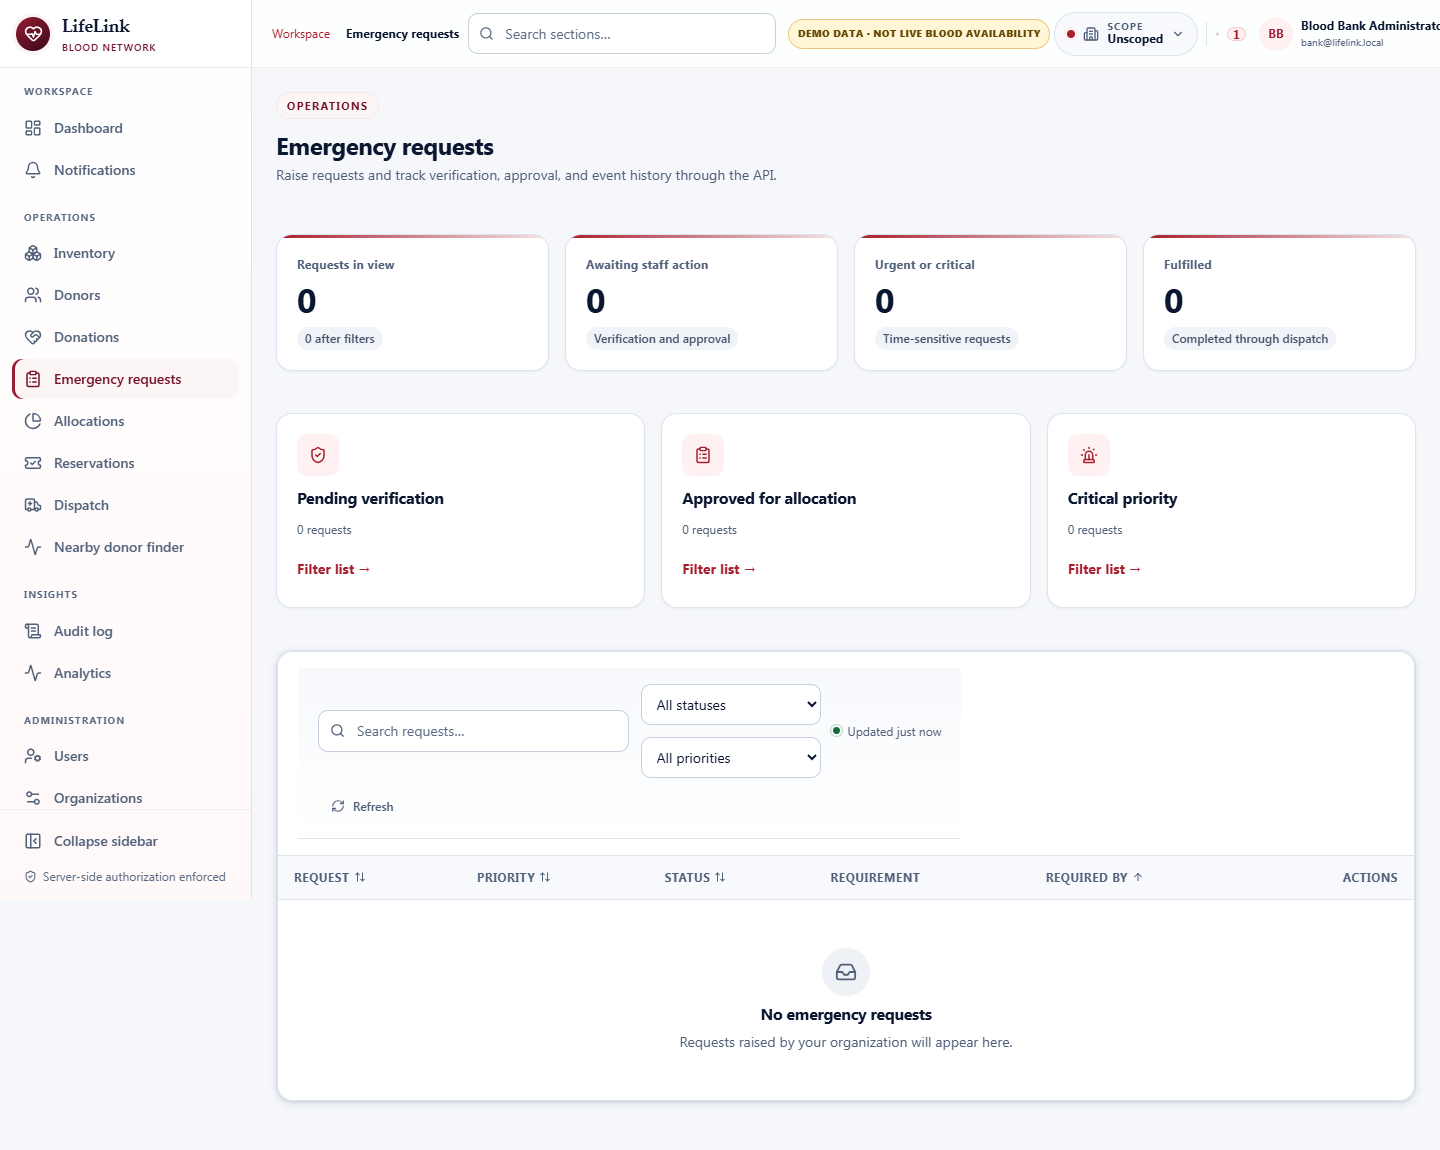 LifeLink
BLOOD NETWORK
Workspace
Emergency requests
Search sections...
DEMO DATA • NOT LIVE BLOOD AVAILABILITY
SCOPE
Unscoped
1
BB
Blood Bank Administrato
bank@lifelink.local
WORKSPACE
Dashboard
Notifications
OPERATIONS
Inventory
Donors
Donations
Emergency requests
Allocations
Reservations
Dispatch
Nearby donor finder
INSIGHTS
Audit log
Analytics
ADMINISTRATION
Users
Organizations
Collapse sidebar
Server-side authorization enforced
OPERATIONS
Emergency requests
Raise requests and track verification, approval, and event history through the API.
Requests in view
0
0 after filters
Awaiting staff action
0
Verification and approval
Urgent or critical
0
Time-sensitive requests
Fulfilled
0
Completed through dispatch
Pending verification
0 requests
Filter list →
Approved for allocation
0 requests
Filter list →
Critical priority
0 requests
Filter list →
Search requests...
All statuses
All priorities
Updated just now
Refresh
REQUEST ↑↓ PRIORITY ↑↓ STATUS ↑↓ REQUIREMENT REQUIRED BY ↑ ACTIONS
No emergency requests
Requests raised by your organization will appear here.